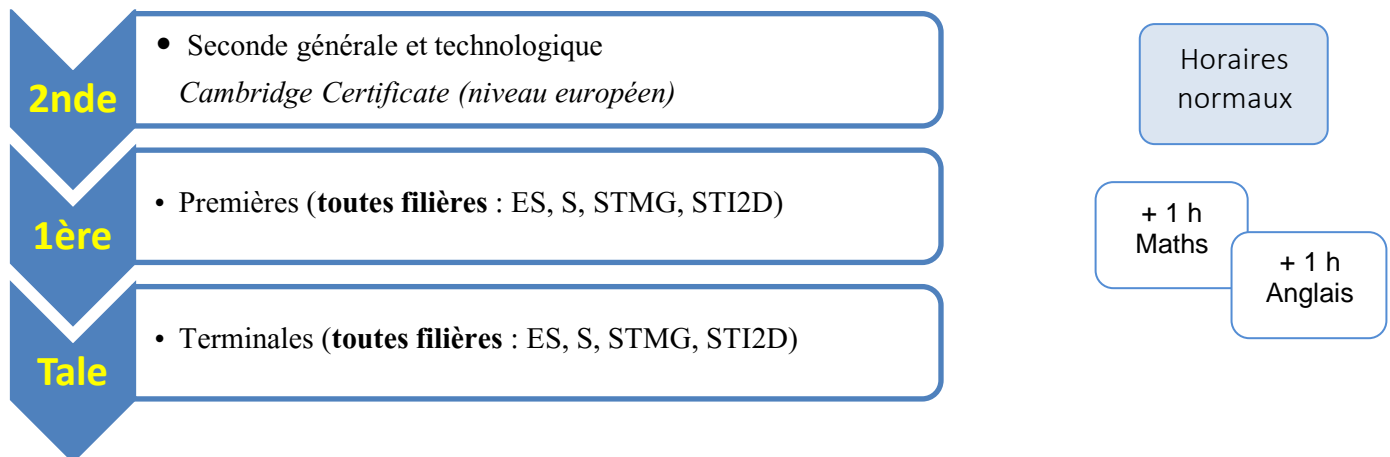 2nde
• Seconde générale et technologique
Cambridge Certificate (niveau européen)
1ère
• Premières (toutes filières : ES, S, STMG, STI2D)
Tale
• Terminales (toutes filières : ES, S, STMG, STI2D)
Horaires
normaux
+ 1 h
Maths
+ 1 h
Anglais